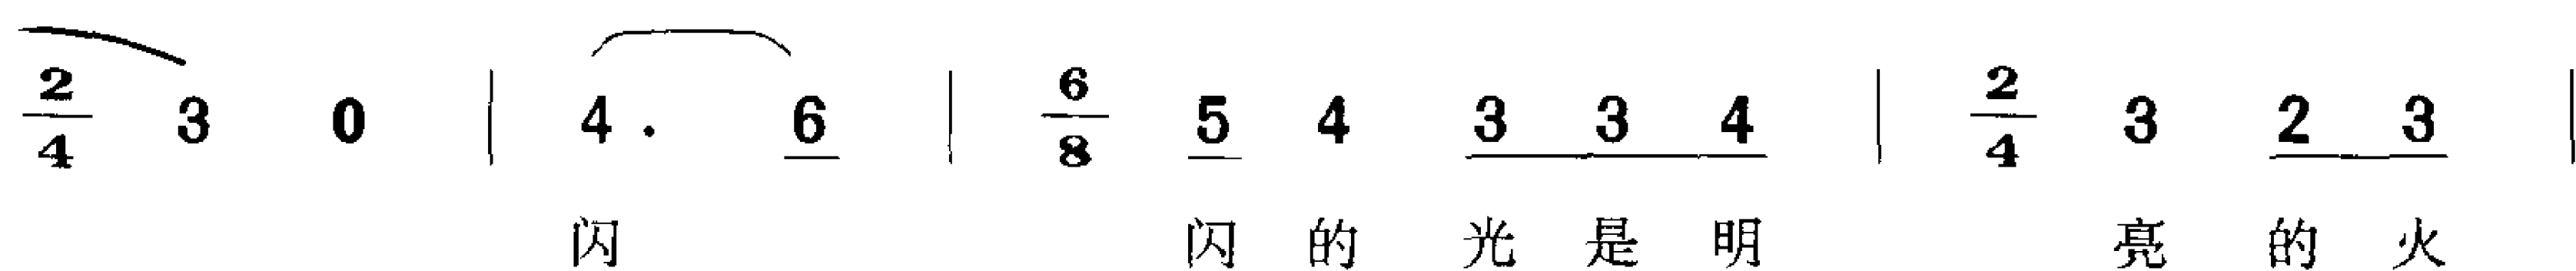 2/4 3 0 | 4 · 6 | 6/8 5 4 3 3 4 | 2/4 3 2 3 |
闪 闪 的 光 是 明 亮 的 火